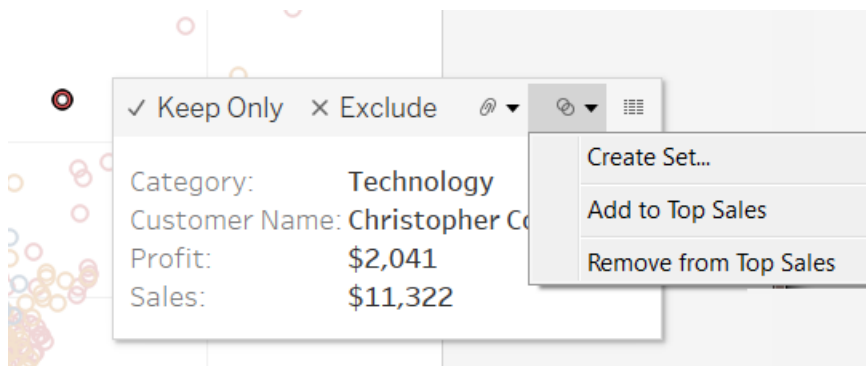 Keep Only Exclude
Create Set...
Category: Technology
Add to Top Sales
Customer Name: Christopher
Profit: $2,041
Remove from Top Sales
Sales: $11,322